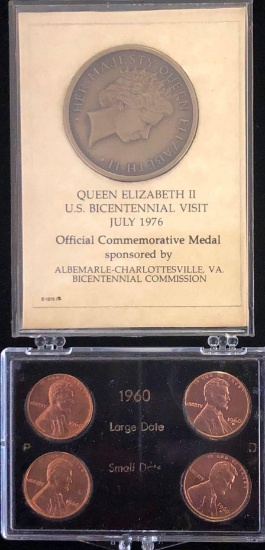 HER MAJESTY QUEEN ELIZABETH II
QUEEN ELIZABETH II
U.S. BICENTENNIAL VISIT
JULY 1976
Official Commemorative Medal
sponsored by
ALBEMARLE-CHARLOTTESVILLE, VA.
BICENTENNIAL COMMISSION
1960
Large Date
P
D
Small Date